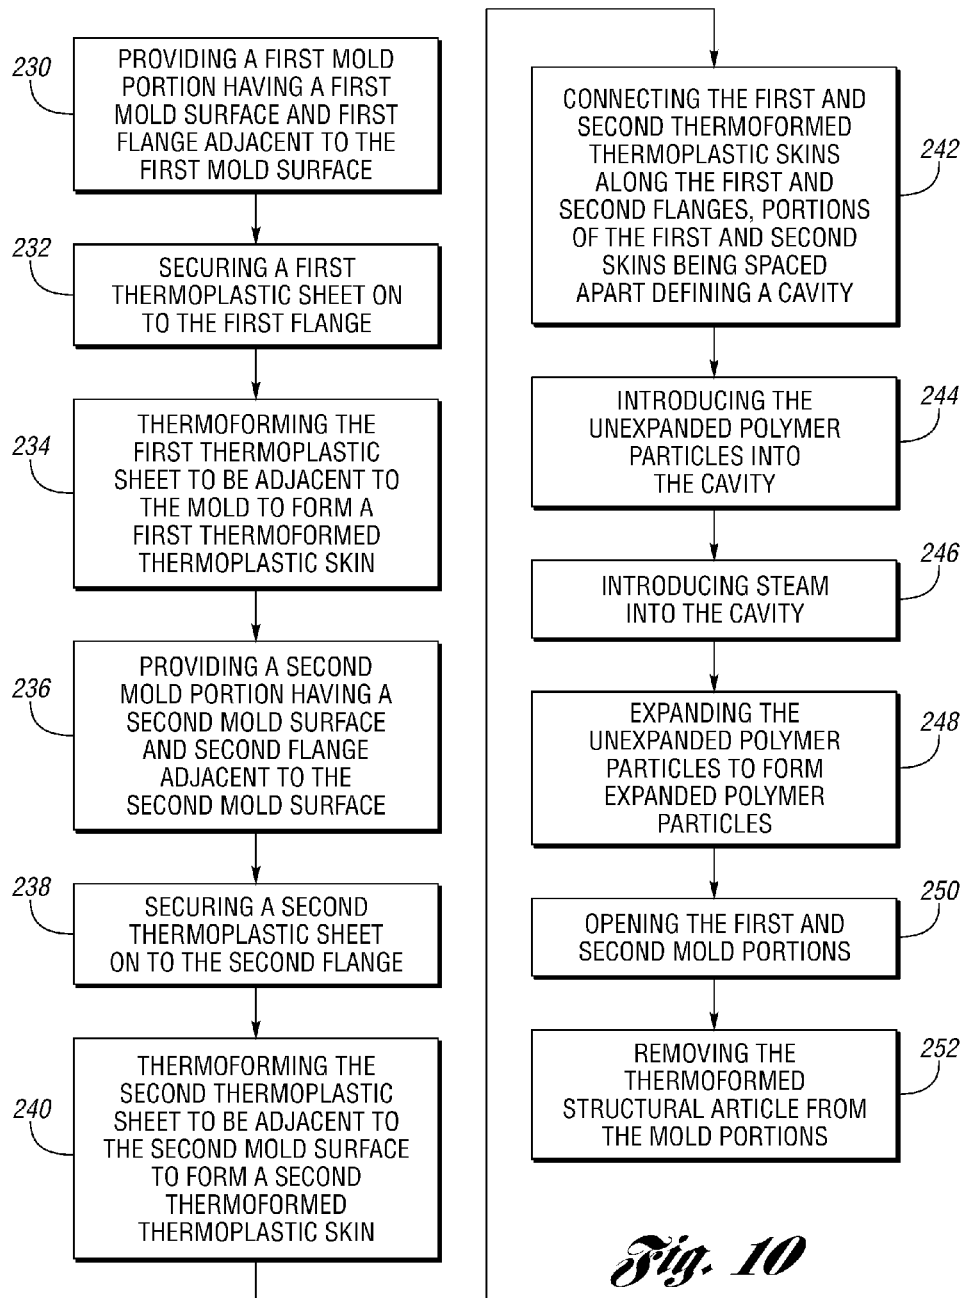 230
PROVIDING A FIRST MOLD
PORTION HAVING A FIRST
MOLD SURFACE AND FIRST
FLANGE ADJACENT TO THE
FIRST MOLD SURFACE
232
SECURING A FIRST
THERMOPLASTIC SHEET ON
TO THE FIRST FLANGE
234
THERMOFORMING THE
FIRST THERMOPLASTIC
SHEET TO BE ADJACENT TO
THE MOLD TO FORM A
FIRST THERMOFORMED
THERMOPLASTIC SKIN
236
PROVIDING A SECOND
MOLD PORTION HAVING A
SECOND MOLD SURFACE
AND SECOND FLANGE
ADJACENT TO THE
SECOND MOLD SURFACE
238
SECURING A SECOND
THERMOPLASTIC SHEET
ON TO THE SECOND FLANGE
240
THERMOFORMING THE
SECOND THERMOPLASTIC
SHEET TO BE ADJACENT TO
THE SECOND MOLD SURFACE
TO FORM A SECOND
THERMOFORMED
THERMOPLASTIC SKIN
242
CONNECTING THE FIRST AND
SECOND THERMOFORMED
THERMOPLASTIC SKINS
ALONG THE FIRST AND
SECOND FLANGES, PORTIONS
OF THE FIRST AND SECOND
SKINS BEING SPACED
APART DEFINING A CAVITY
244
INTRODUCING THE
UNEXPANDED POLYMER
PARTICLES INTO
THE CAVITY
246
INTRODUCING STEAM
INTO THE CAVITY
248
EXPANDING THE
UNEXPANDED POLYMER
PARTICLES TO FORM
EXPANDED POLYMER
PARTICLES
250
OPENING THE FIRST AND
SECOND MOLD PORTIONS
252
REMOVING THE
THERMOFORMED
STRUCTURAL ARTICLE FROM
THE MOLD PORTIONS
Fig. 10